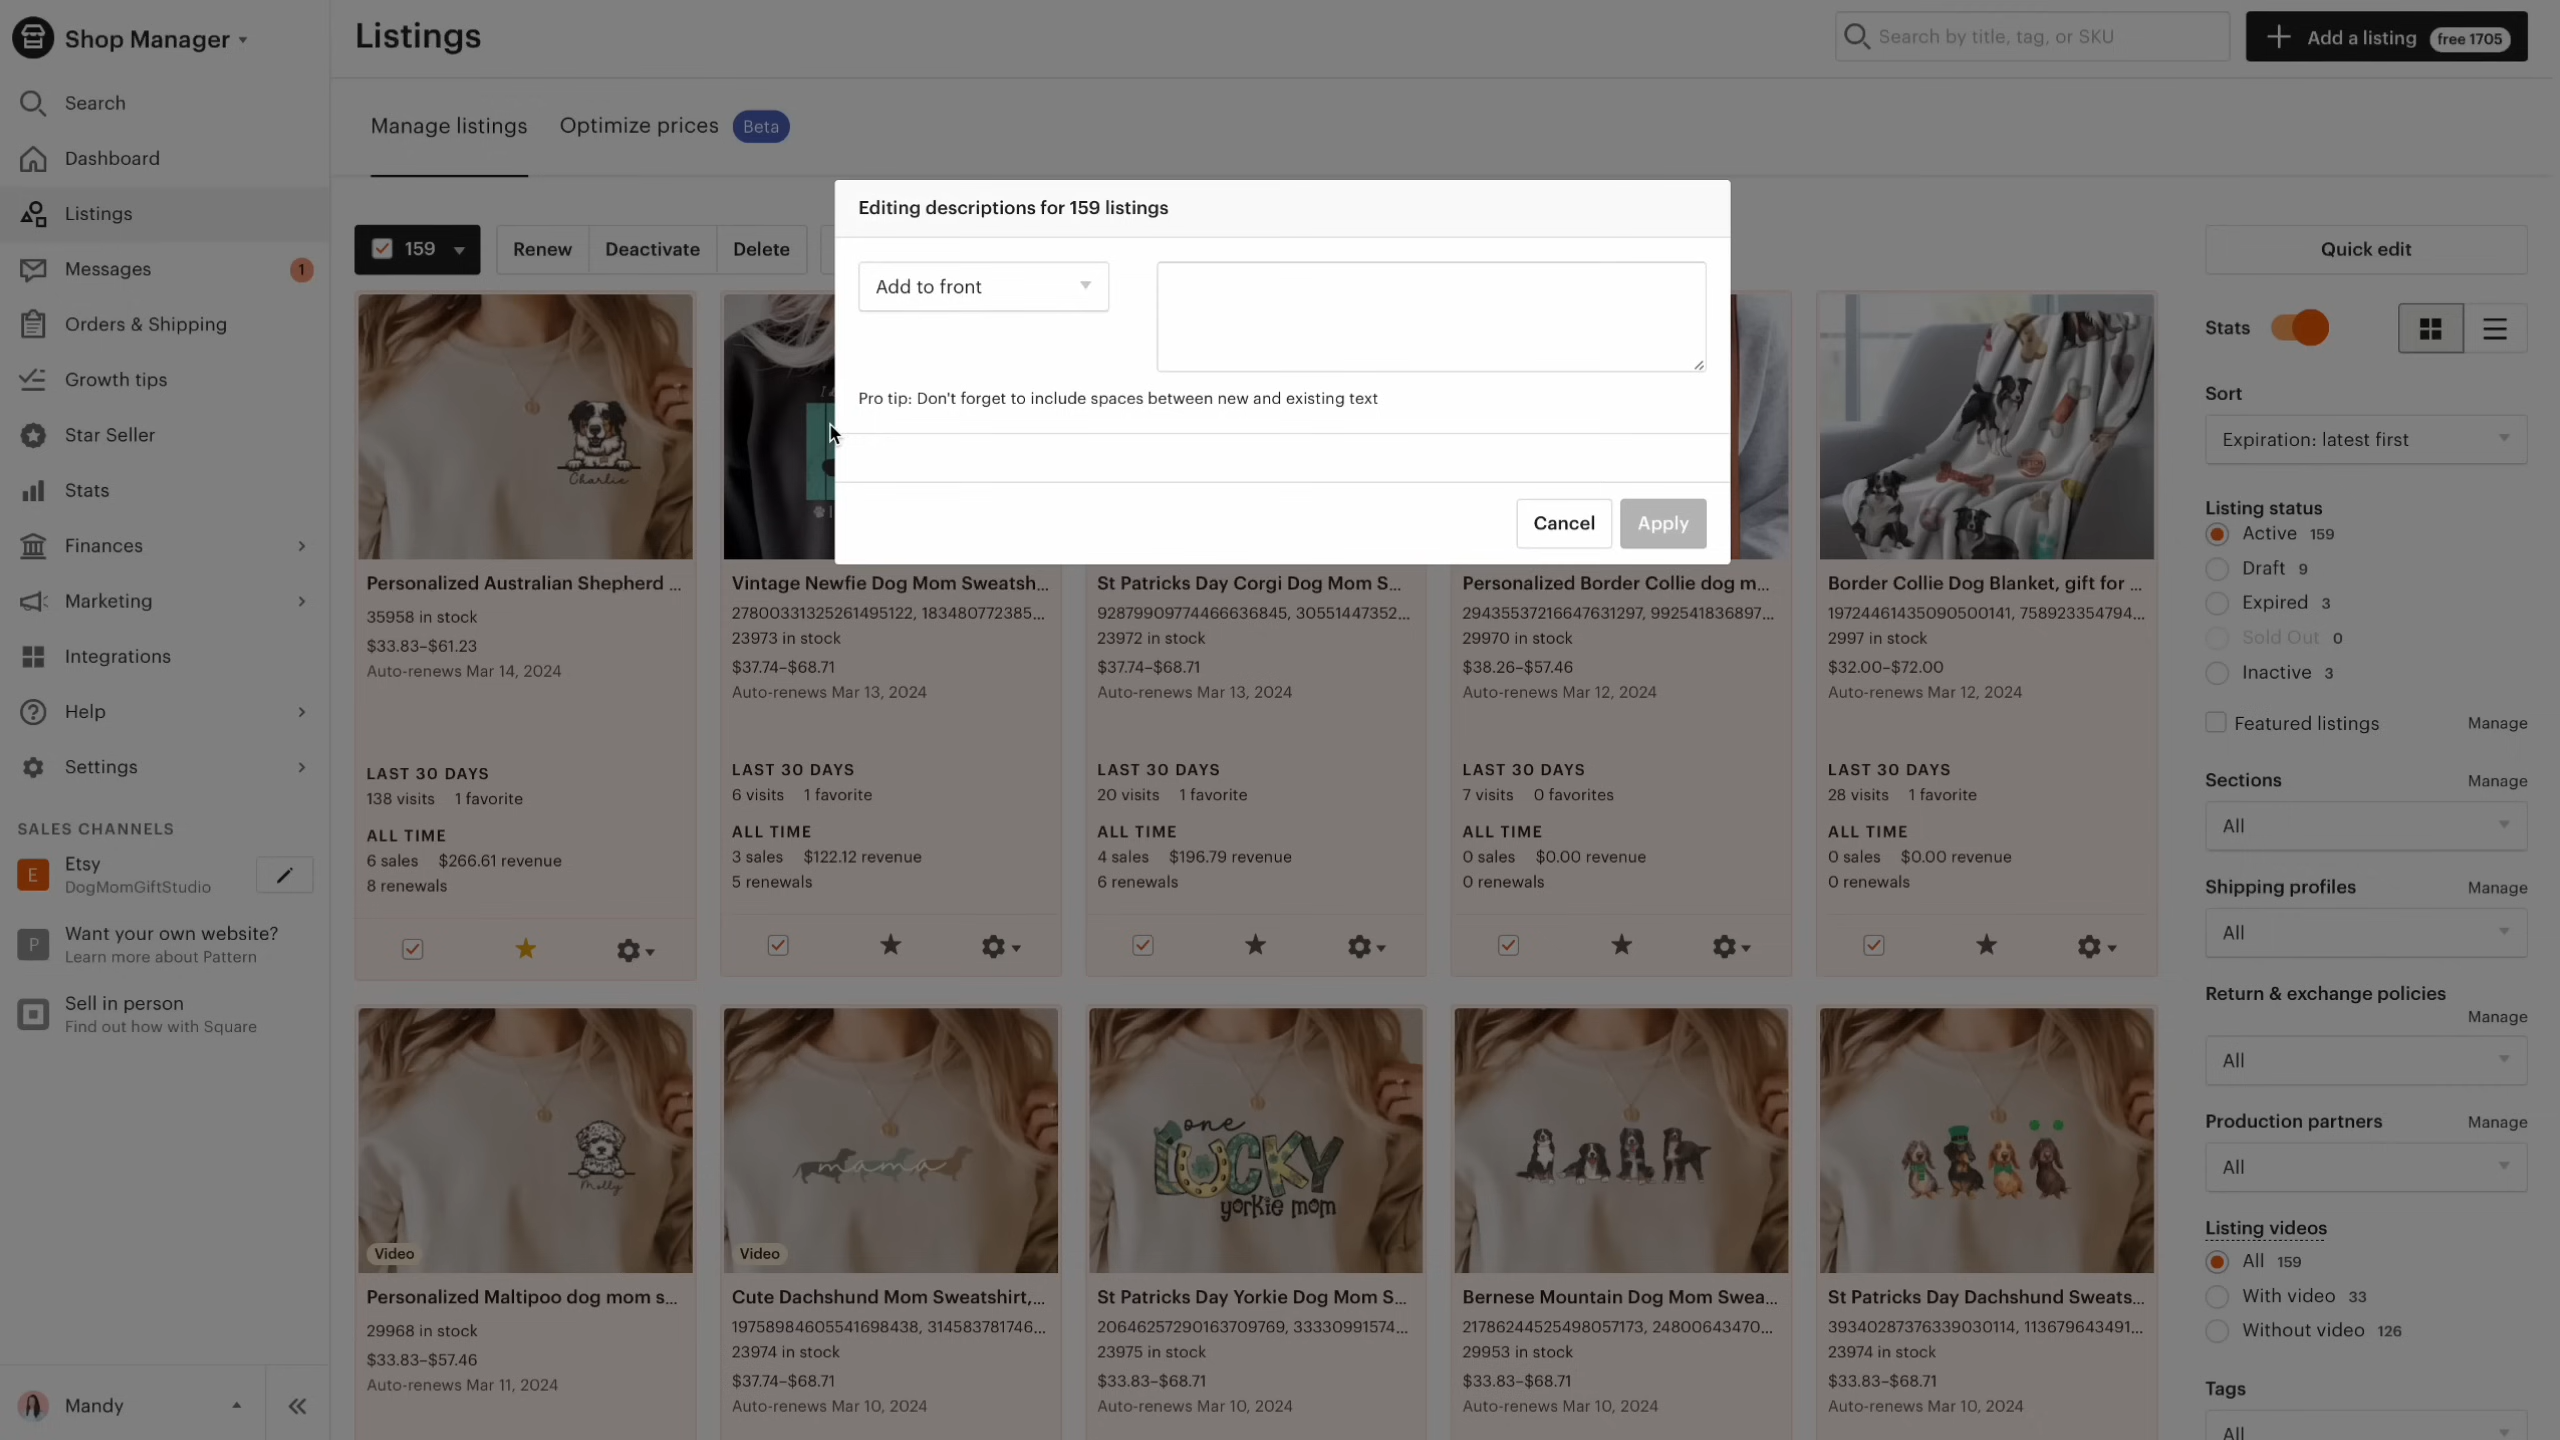 Shop Manager
Search
Dashboard
Listings
Messages
1
Orders & Shipping
Growth tips
Star Seller
Stats
Finances
Marketing
Integrations
Help
Settings
SALES CHANNELS
E
Etsy
DogMomGiftStudio
P
Want your own website?
Learn more about Pattern
Sell in person
Find out how with Square
Mandy
Listings
Search by title, tag, or SKU
Add a listing free 1705
Manage listings
Optimize prices Beta
159
Renew
Deactivate
Delete
Editing descriptions for 159 listings
Add to front
Pro tip: Don't forget to include spaces between new and existing text
Cancel
Apply
Charlie
Personalized Australian Shepherd ...
35958 in stock
$33.83–$61.23
Auto-renews Mar 14, 2024
LAST 30 DAYS
138 visits 1 favorite
ALL TIME
6 sales $266.61 revenue
8 renewals
Vintage Newfie Dog Mom Sweatsh...
27800331325261495122, 183480772385...
23973 in stock
$37.74–$68.71
Auto-renews Mar 13, 2024
LAST 30 DAYS
6 visits 1 favorite
ALL TIME
3 sales $122.12 revenue
5 renewals
St Patricks Day Corgi Dog Mom S...
92879909774466636845, 30551447352...
23972 in stock
$37.74–$68.71
Auto-renews Mar 13, 2024
LAST 30 DAYS
20 visits 1 favorite
ALL TIME
4 sales $196.79 revenue
6 renewals
Personalized Border Collie dog m...
29435537216647631297, 992541836897...
29970 in stock
$38.26–$57.46
Auto-renews Mar 12, 2024
LAST 30 DAYS
7 visits 0 favorites
ALL TIME
0 sales $0.00 revenue
0 renewals
Border Collie Dog Blanket, gift for ...
19724461435090500141, 758923354794...
2997 in stock
$32.00–$72.00
Auto-renews Mar 12, 2024
LAST 30 DAYS
28 visits 1 favorite
ALL TIME
0 sales $0.00 revenue
0 renewals
Molly
Video
Personalized Maltipoo dog mom s...
29968 in stock
$33.83–$57.46
Auto-renews Mar 11, 2024
mama
Video
Cute Dachshund Mom Sweatshirt,...
19758984605541698438, 314583781746...
23974 in stock
$37.74–$68.71
Auto-renews Mar 10, 2024
one
LUCKY
yorkie mom
St Patricks Day Yorkie Dog Mom S...
20646257290163709769, 33330991574...
23975 in stock
$33.83–$68.71
Auto-renews Mar 10, 2024
Bernese Mountain Dog Mom Swea...
21786244525498057173, 24800643470...
29953 in stock
$33.83–$68.71
Auto-renews Mar 10, 2024
St Patricks Day Dachshund Sweats...
39340287376339030114, 113679643491...
23974 in stock
$33.83–$68.71
Auto-renews Mar 10, 2024
Quick edit
Stats
Sort
Expiration: latest first
Listing status
Active 159
Draft 9
Expired 3
Sold Out 0
Inactive 3
Featured listings Manage
Sections Manage
All
Shipping profiles Manage
All
Return & exchange policies
Manage
All
Production partners Manage
All
Listing videos
All 159
With video 33
Without video 126
Tags
All